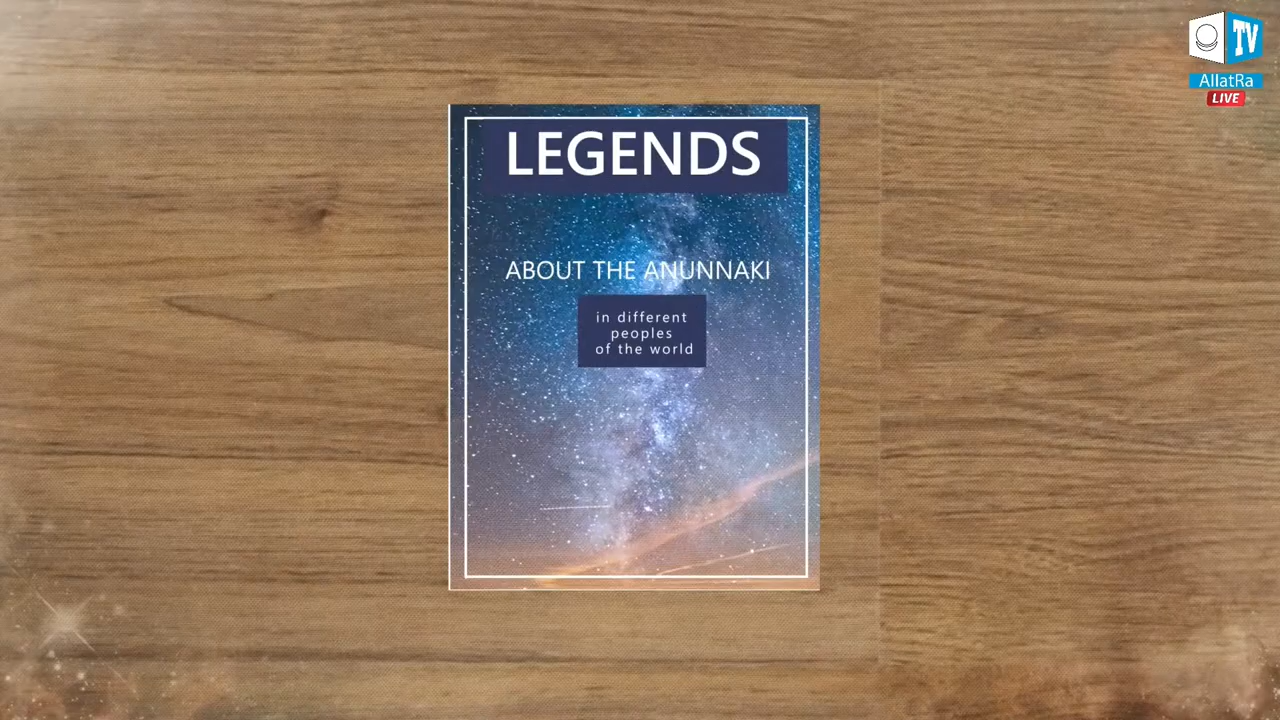 LEGENDS
ABOUT THE ANUNNAKI
in different
peoples
of the world
TV
AllatRa
LIVE